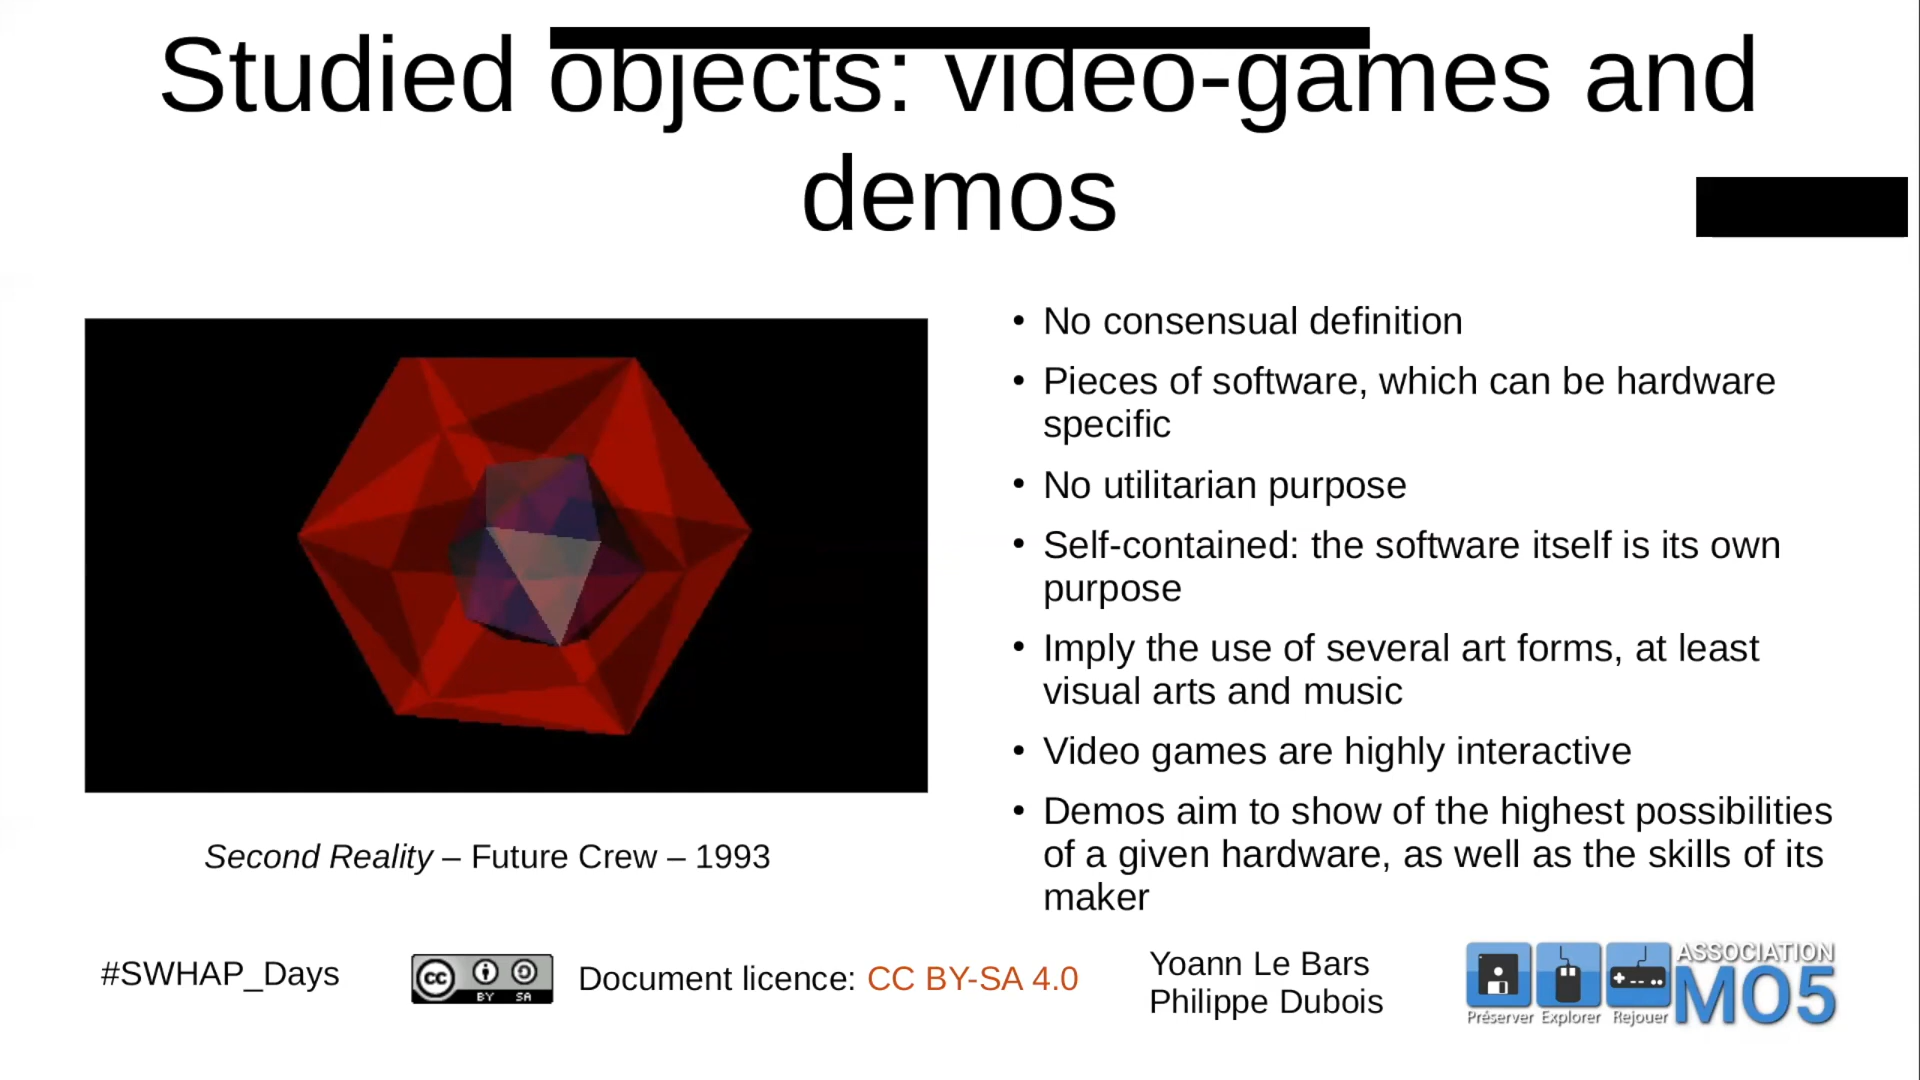 Studied objects: video-games and
demos
• No consensual definition
• Pieces of software, which can be hardware
specific
• No utilitarian purpose
• Self-contained: the software itself is its own
purpose
• Imply the use of several art forms, at least
visual arts and music
• Video games are highly interactive
• Demos aim to show of the highest possibilities
of a given hardware, as well as the skills of its
maker
Second Reality – Future Crew – 1993
#SWHAP_Days
cc BY SA
Document licence: CC BY-SA 4.0
Yoann Le Bars
Philippe Dubois
ASSOCIATION
MO5
Préserver Explorer Rejouer